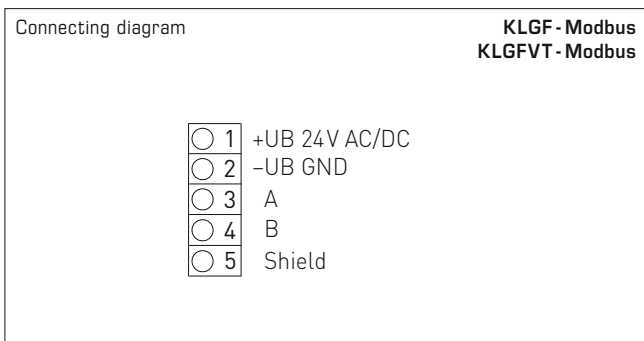 Connecting diagram
KLGF - Modbus
KLGFVT - Modbus
1 +UB 24V AC/DC
2 –UB GND
3 A
4 B
5 Shield